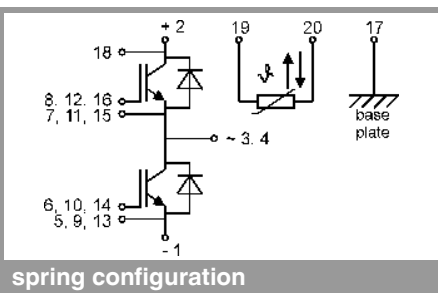 + 2 19 20 17
18
8, 12, 16
7, 11, 15
base
plate
~ 3, 4
6, 10, 14
5, 9, 13
- 1
spring configuration